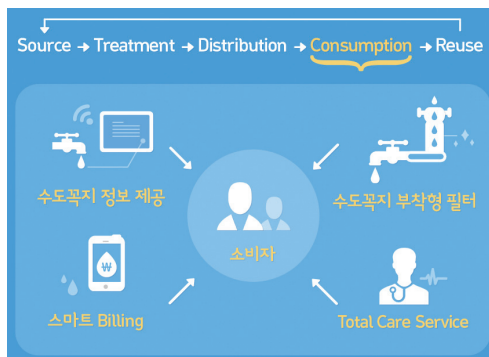 Source → Treatment → Distribution → Consumption → Reuse
수도꼭지 정보 제공
수도꼭지 부착형 필터
소비자
₩
스마트 Billing
Total Care Service